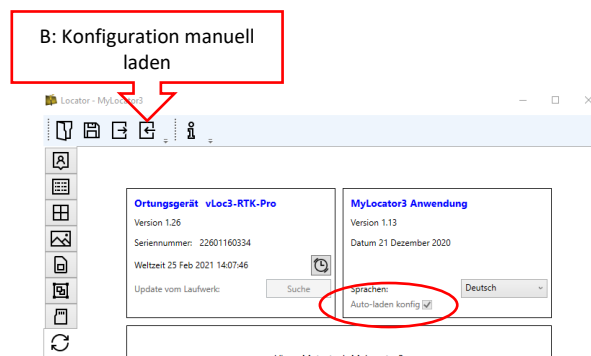 B: Konfiguration manuell
laden
Locator - MyLocator3
Ortungsgerät vLoc3-RTK-Pro
Version 1.26
Seriennummer: 22601160334
Weltzeit 25 Feb 2021 14:07:46
Update vom Laufwerk:
Suche
MyLocator3 Anwendung
Version 1.13
Datum 21 Dezember 2020
Sprachen:
Deutsch
Auto-laden konfig